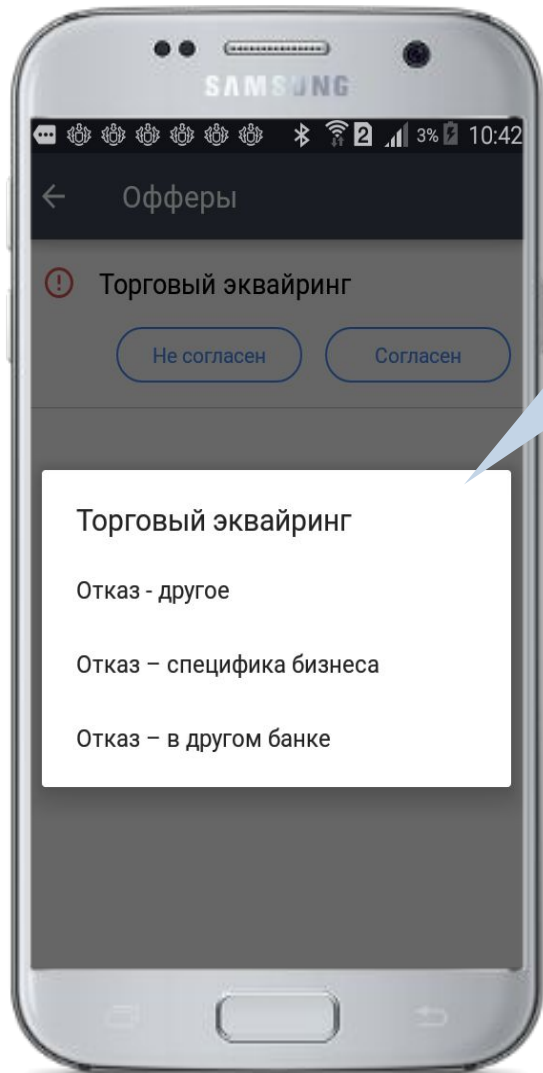 SAMSUNG
2 3% 10:42
Офферы
Торговый эквайринг
Не согласен Согласен
Торговый эквайринг
Отказ - другое
Отказ – специфика бизнеса
Отказ – в другом банке